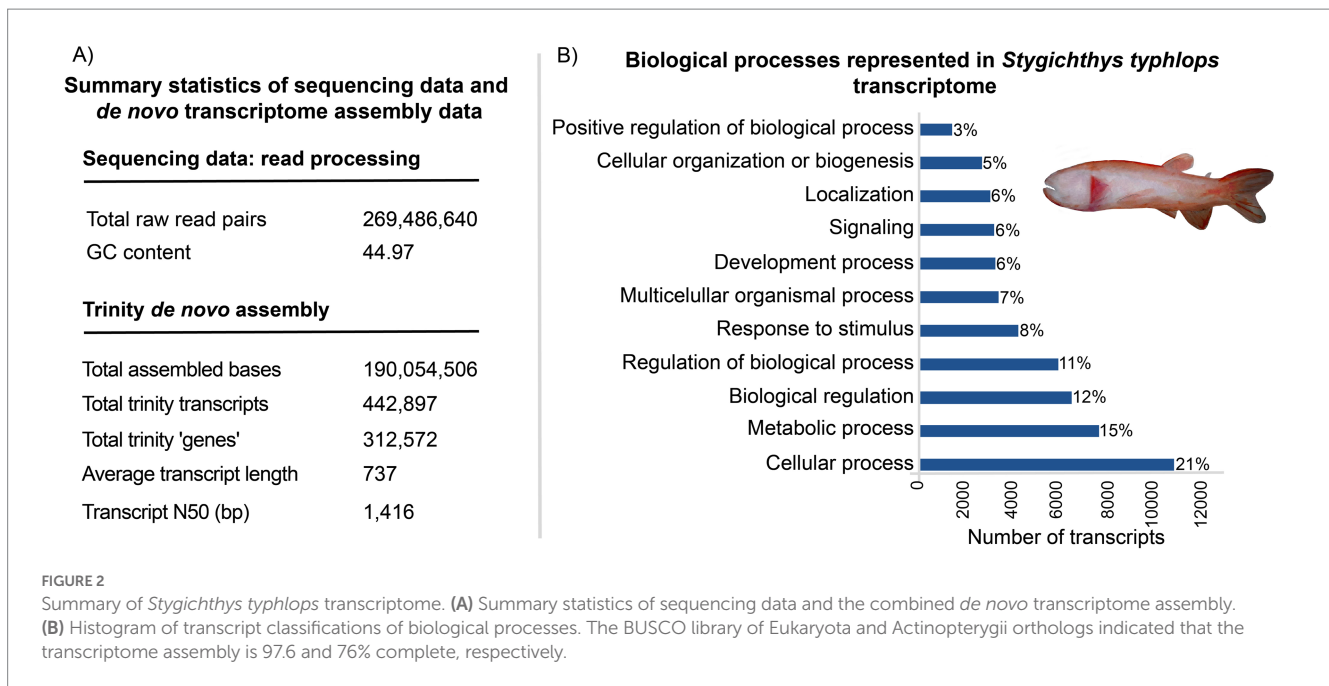 A)
Summary statistics of sequencing data and
de novo transcriptome assembly data
Sequencing data: read processing
Total raw read pairs 269,486,640
GC content 44.97
Trinity de novo assembly
Total assembled bases 190,054,506
Total trinity transcripts 442,897
Total trinity 'genes' 312,572
Average transcript length 737
Transcript N50 (bp) 1,416
B)
Biological processes represented in Stygichthys typhlops
transcriptome
Positive regulation of biological process 3%
Cellular organization or biogenesis 5%
Localization 6%
Signaling 6%
Development process 6%
Multicelullar organismal process 7%
Response to stimulus 8%
Regulation of biological process 11%
Biological regulation 12%
Metabolic process 15%
Cellular process 21%
0 2000 4000 6000 8000 10000 12000
Number of transcripts
FIGURE 2
Summary of Stygichthys typhlops transcriptome. (A) Summary statistics of sequencing data and the combined de novo transcriptome assembly.
(B) Histogram of transcript classifications of biological processes. The BUSCO library of Eukaryota and Actinopterygii orthologs indicated that the
transcriptome assembly is 97.6 and 76% complete, respectively.